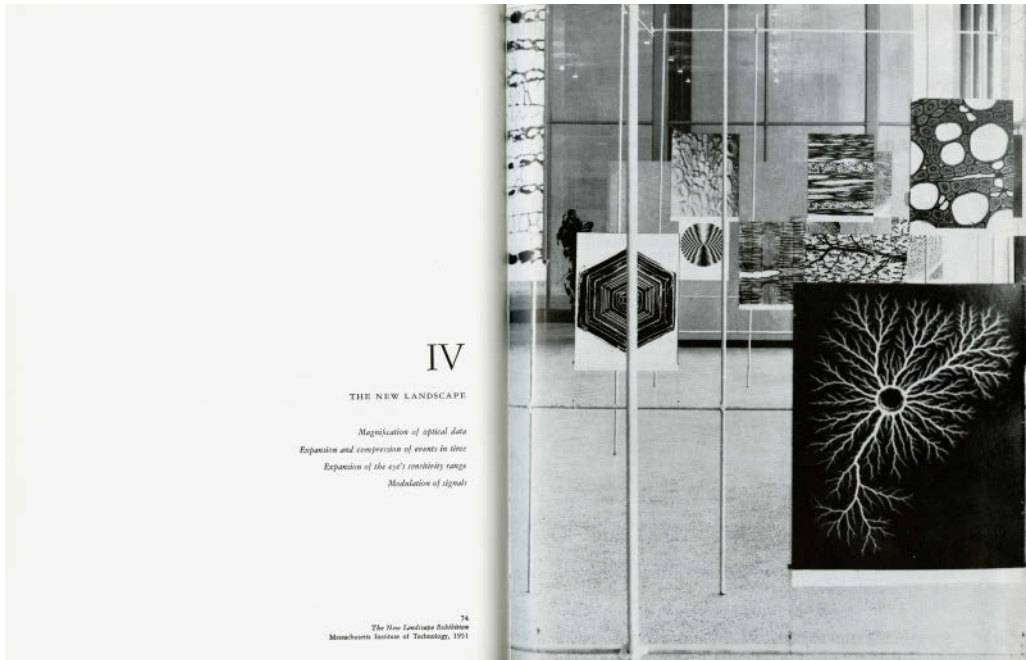 IV
THE NEW LANDSCAPE
Magnification of optical data
Expansion and compression of events in time
Expansion of the eye's sensitivity range
Modulation of signals
74
The New Landscape Exhibition
Massachusetts Institute of Technology, 1951